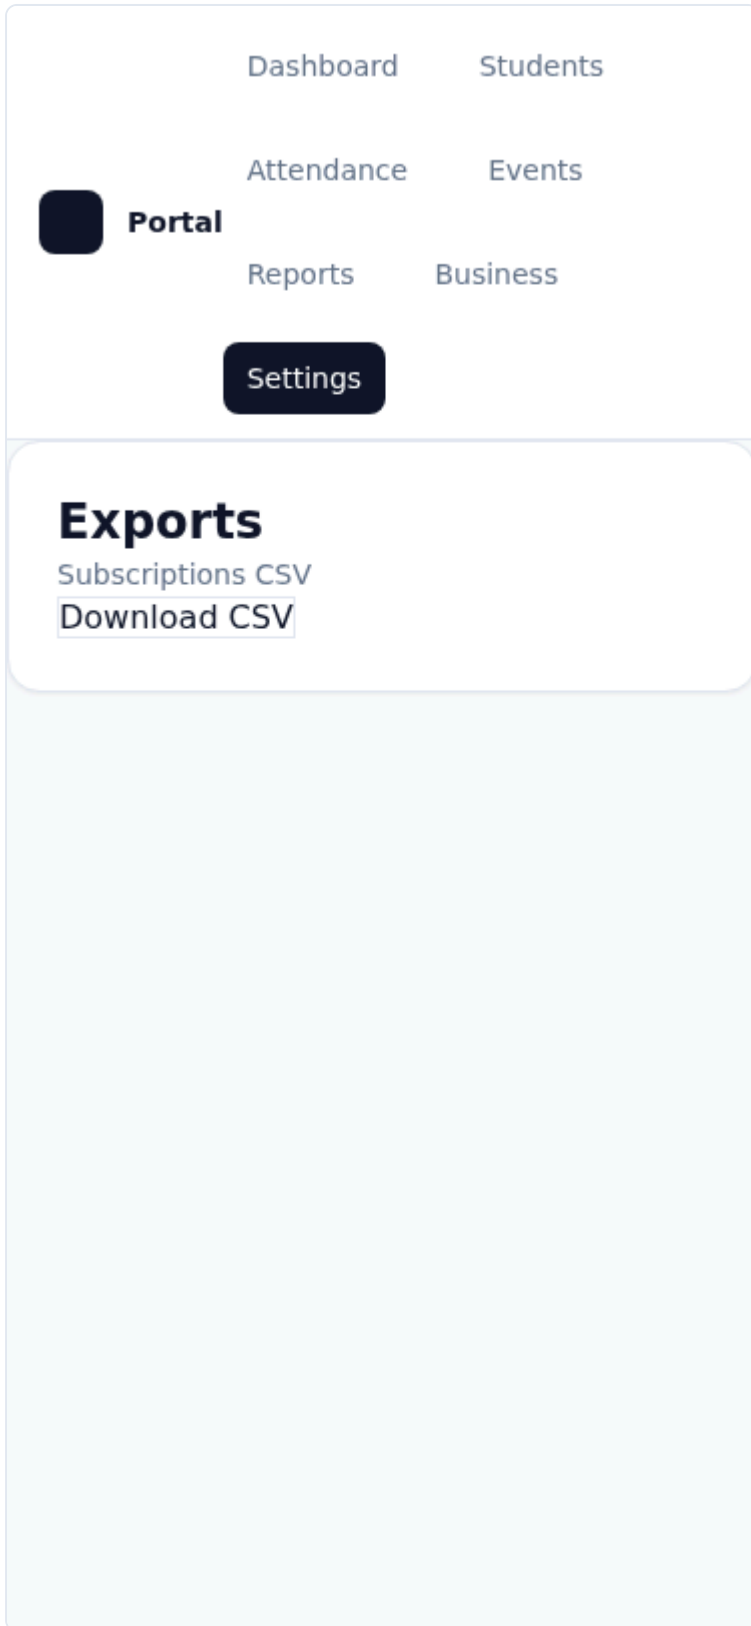 Dashboard Students
Attendance Events
Portal
Reports Business
Settings
Exports
Subscriptions CSV
Download CSV